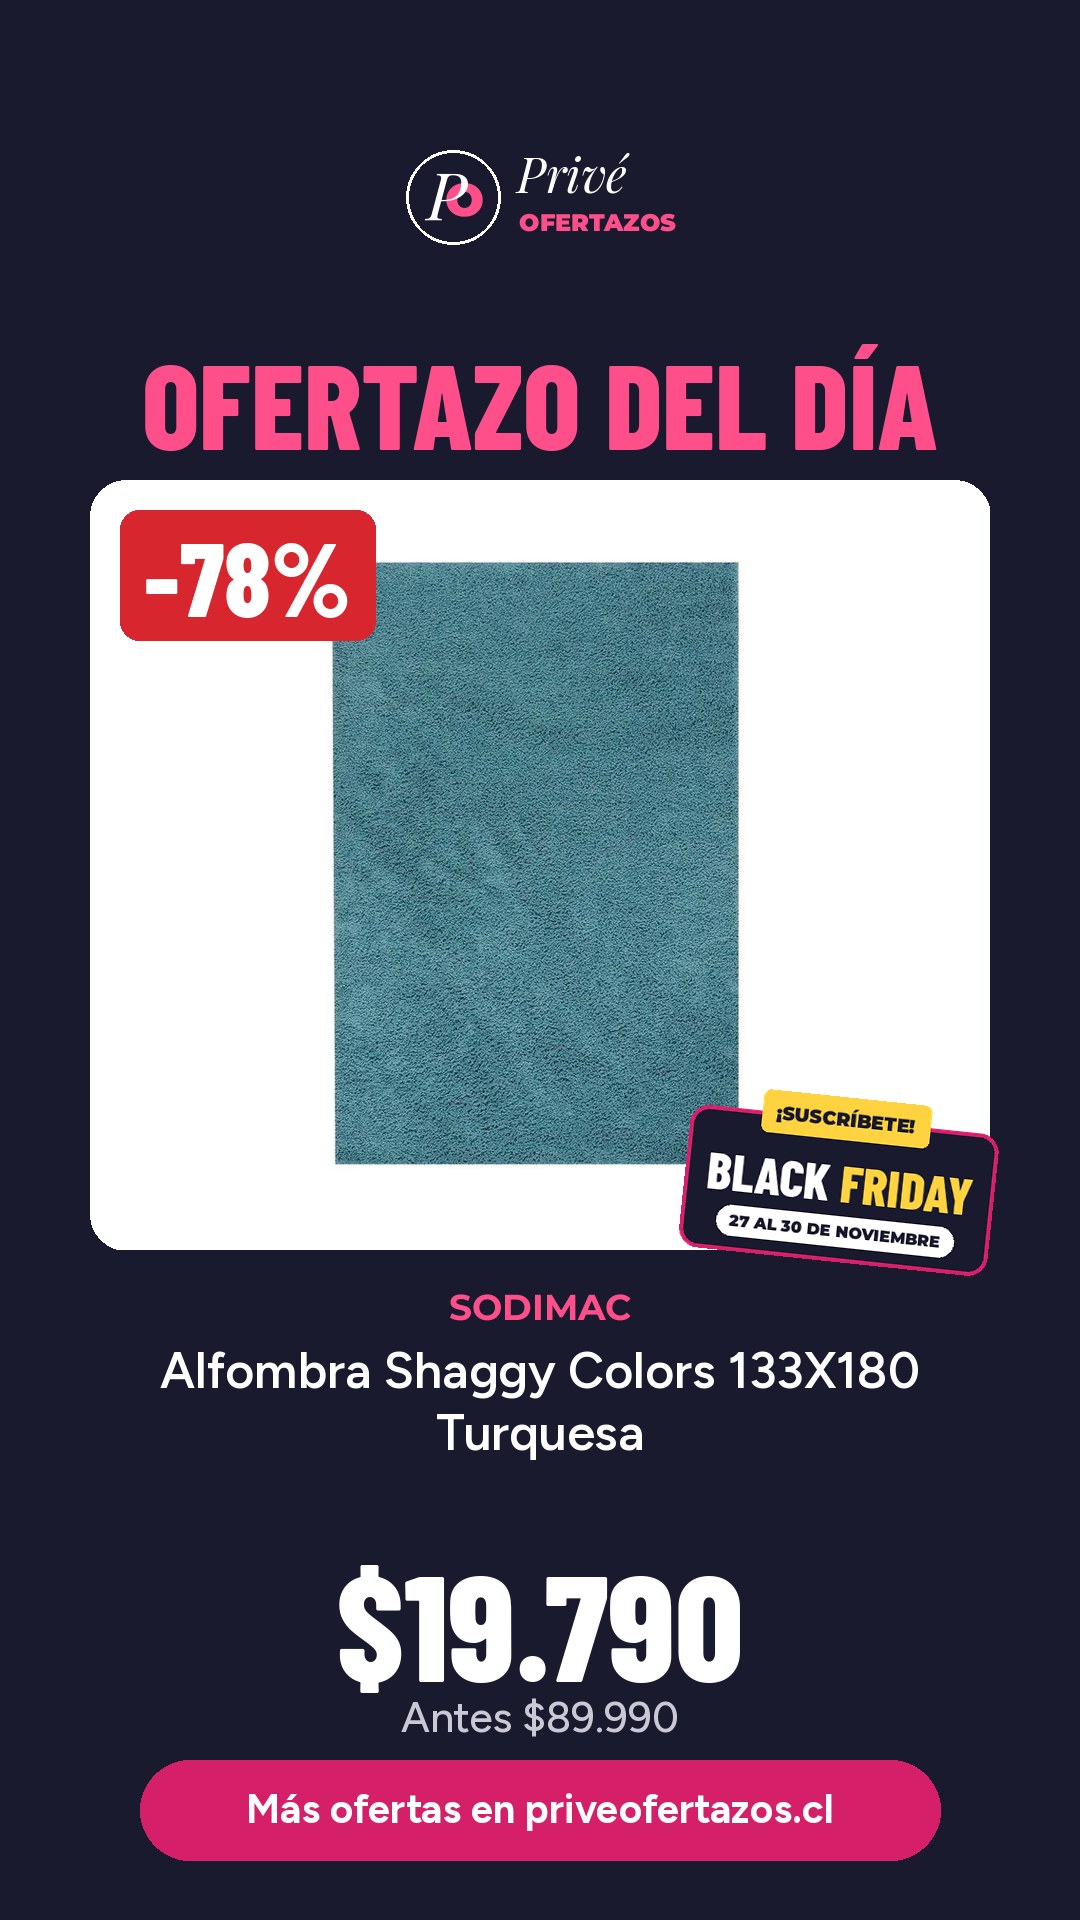 PO
Privé
OFERTAZOS
OFERTAZO DEL DÍA
-78%
¡SUSCRÍBETE!
BLACK FRIDAY
27 AL 30 DE NOVIEMBRE
SODIMAC
Alfombra Shaggy Colors 133X180
Turquesa
$19.790
Antes $89.990
Más ofertas en priveofertazos.cl